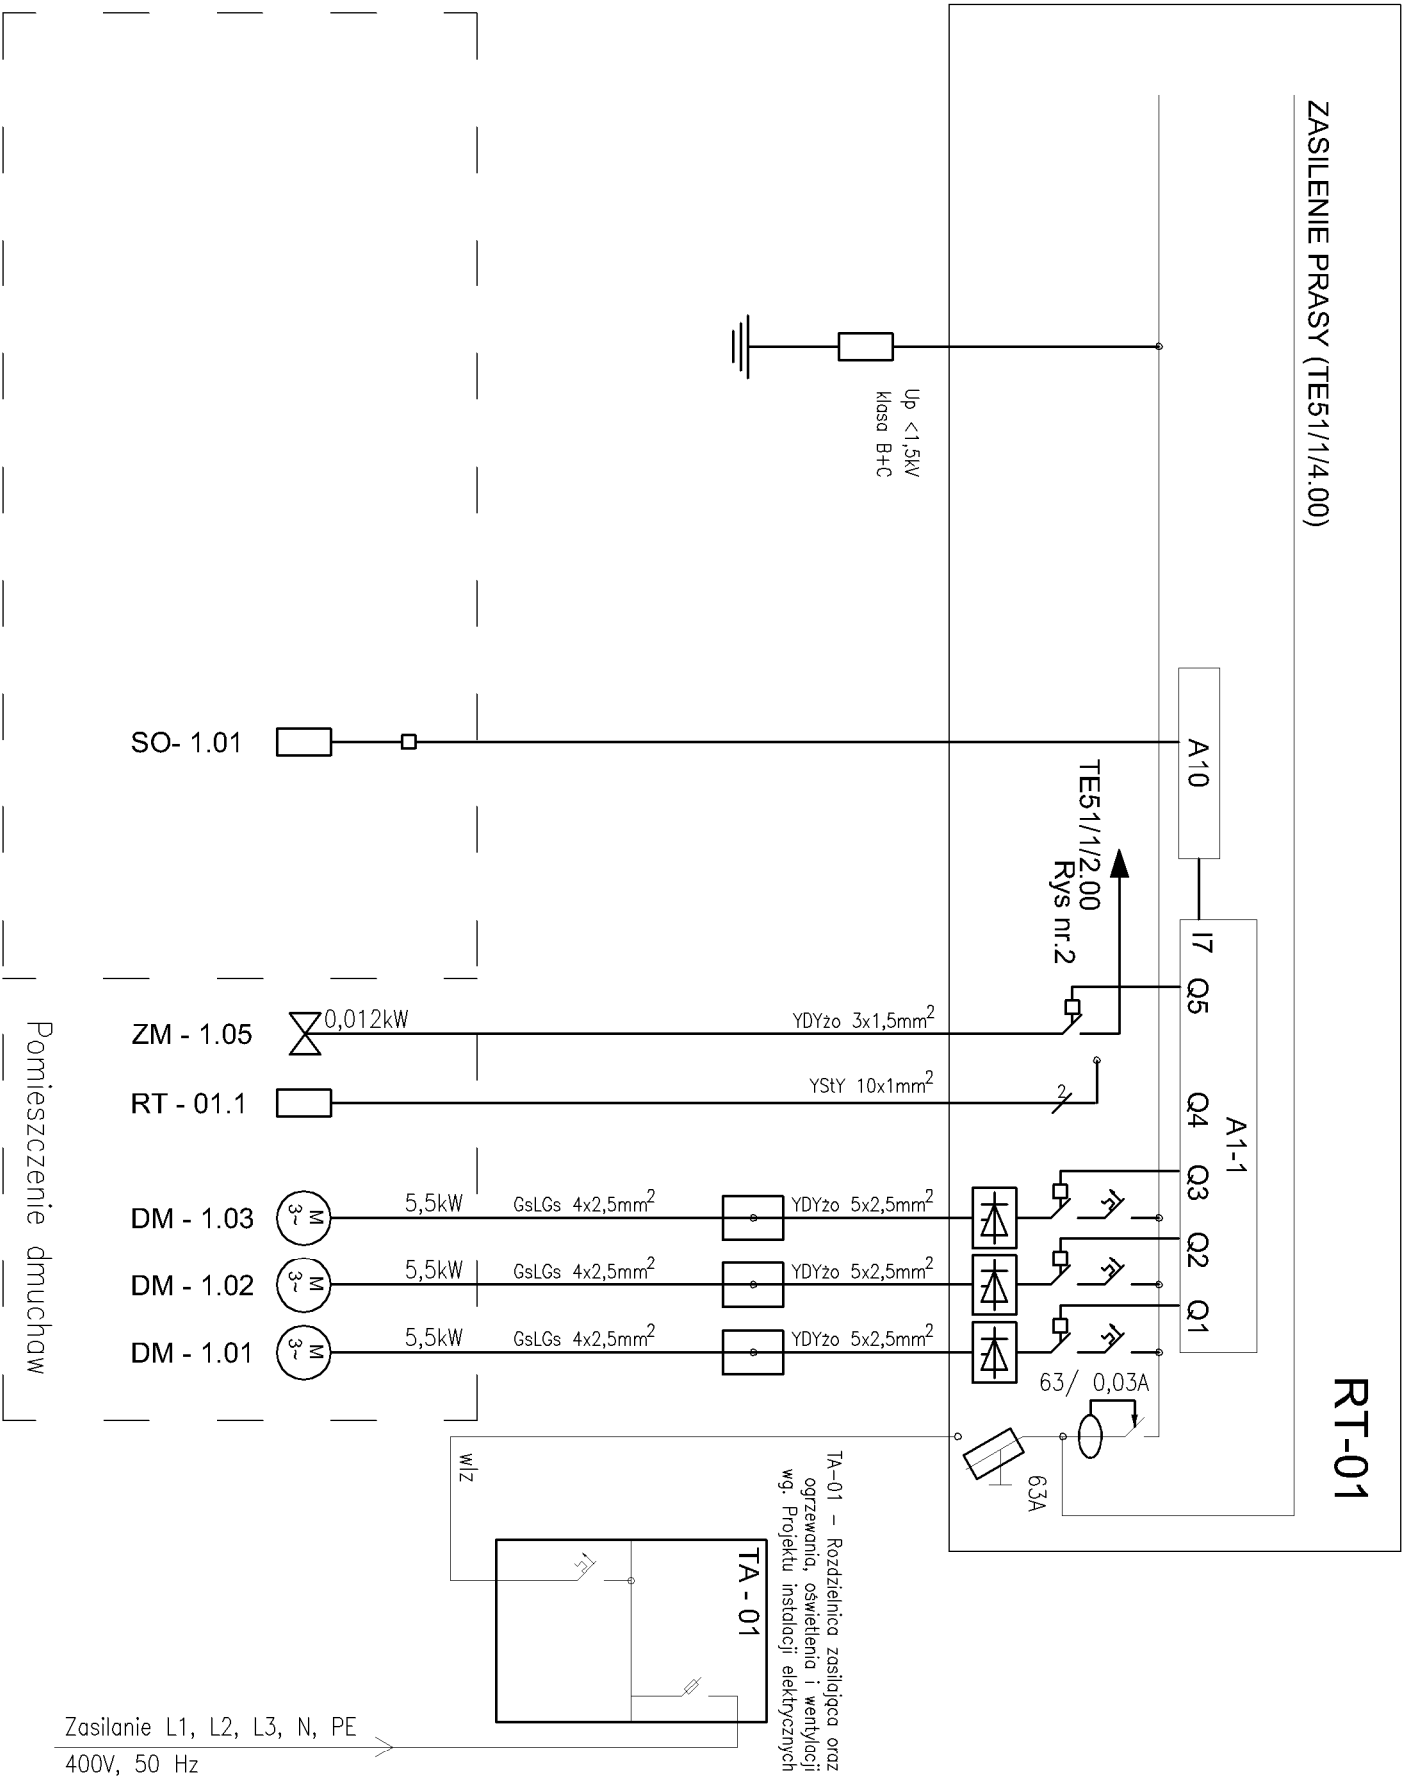 RT-01
ZASILENIE PRASY (TE51/1/4.00)
Up <1,5kV
klasa B+C
A10
SO- 1.01
TE51/1/2.00
Rys nr.2
I7
Q5
Q4
Q3
Q2
Q1
A1-1
ZM - 1.05
0,012kW
YDYżo 3x1,5mm²
RT - 01.1
YStY 10x1mm²
2
DM - 1.03
M
3~
5,5kW
GsLGs 4x2,5mm²
YDYżo 5x2,5mm²
DM - 1.02
M
3~
5,5kW
GsLGs 4x2,5mm²
YDYżo 5x2,5mm²
DM - 1.01
M
3~
5,5kW
GsLGs 4x2,5mm²
YDYżo 5x2,5mm²
Pomieszczenie dmuchaw
63/ 0,03A
63A
wlz
TA-01 - Rozdzielnica zasilająca oraz
ogrzewania, oświetlenia i wentylacji
wg. Projektu instalacji elektrycznych
TA - 01
Zasilanie L1, L2, L3, N, PE
400V, 50 Hz